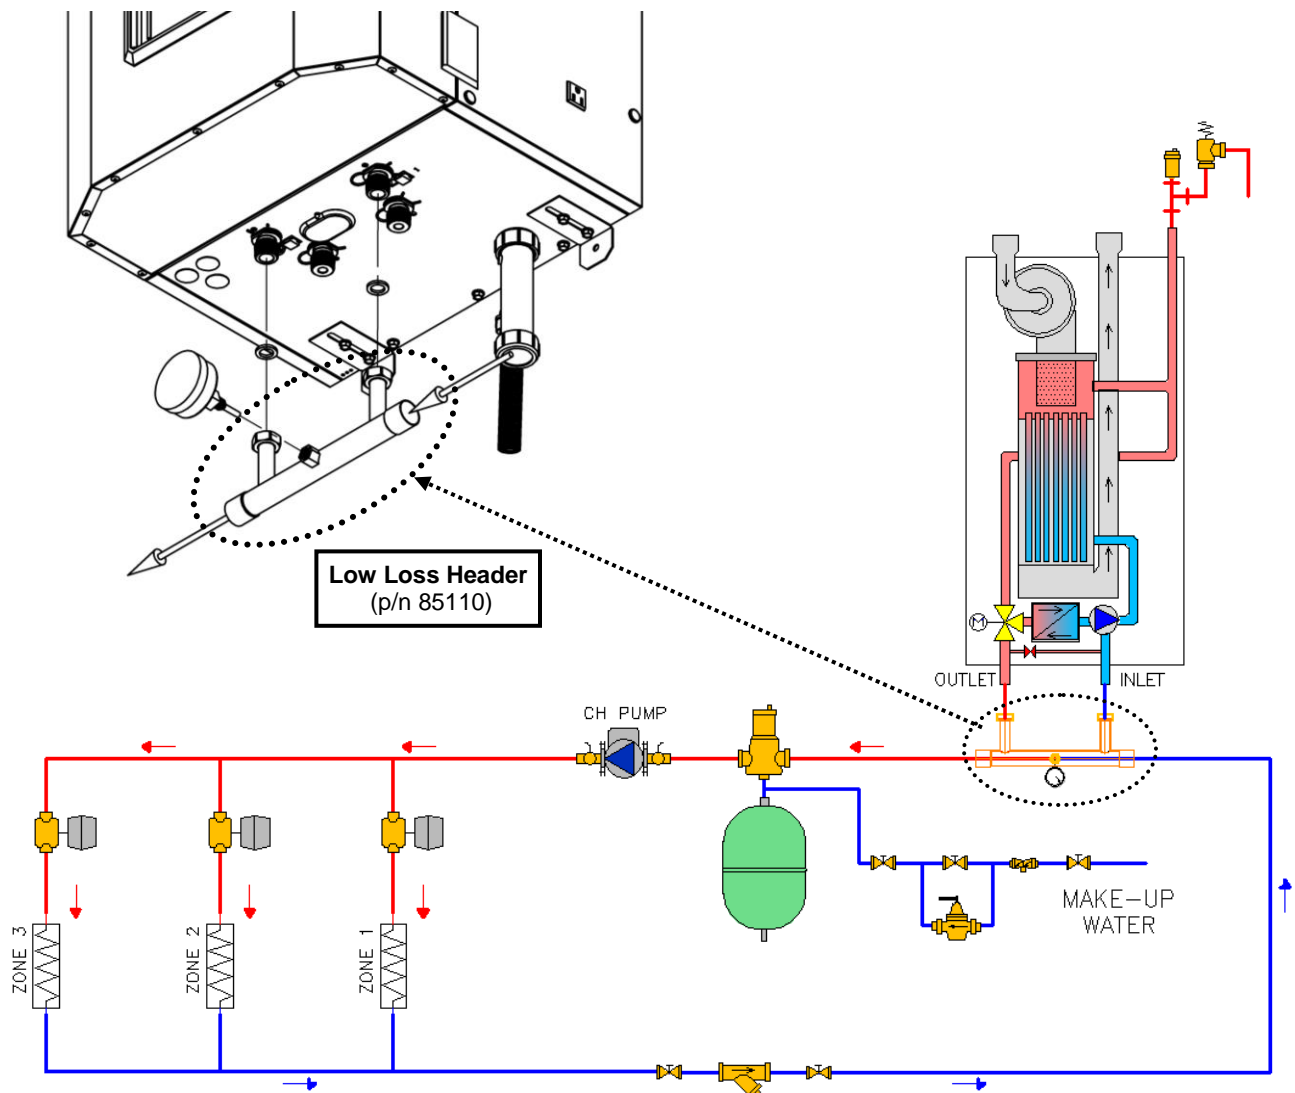 Low Loss Header
(p/n 85110)
M
OUTLET
INLET
CH PUMP
MAKE-UP
WATER
ZONE 3
ZONE 2
ZONE 1